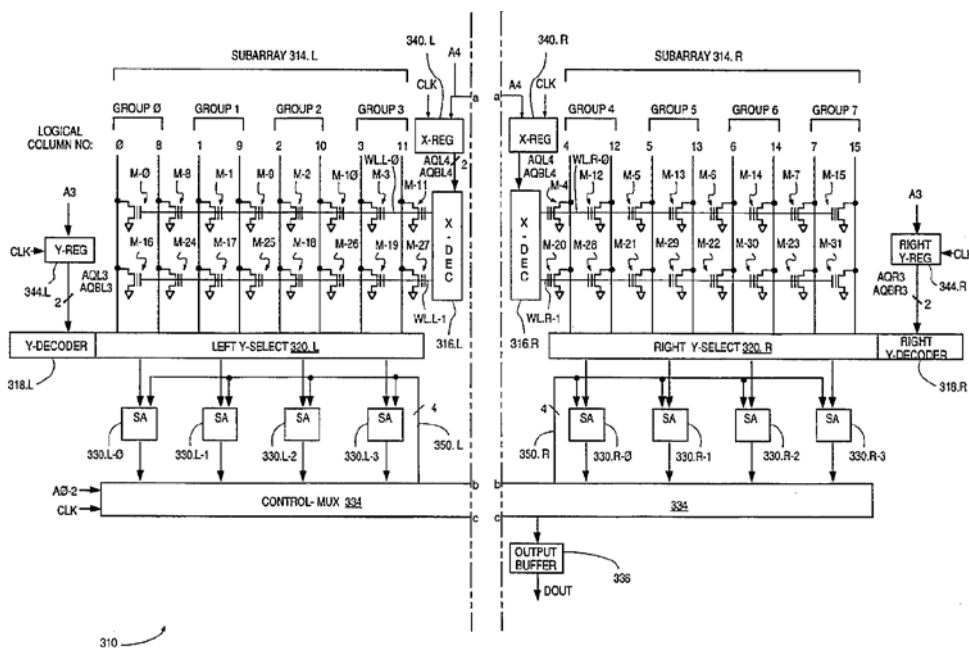 340.L
A4
340.R
SUBARRAY 314.L
CLK
a
a
A4
CLK
SUBARRAY 314.R
GROUP Ø
GROUP 1
GROUP 2
GROUP 3
X-REG
X-REG
GROUP 4
GROUP 5
GROUP 6
GROUP 7
LOGICAL
COLUMN NO:
Ø
8
1
9
2
10
3
11
AQL4
AQBL4
2
AQL4
AQBL4
4
12
5
13
6
14
7
15
WL.L-Ø
WL.R-Ø
M-Ø
M-8
M-1
M-9
M-2
M-1Ø
M-3
M-11
M-4
M-12
M-5
M-13
M-6
M-14
M-7
M-15
A3
A3
X-DEC
X-DEC
M-16
M-24
M-17
M-25
M-18
M-26
M-19
M-27
M-20
M-28
M-21
M-29
M-22
M-30
M-23
M-31
CLK
Y-REG
RIGHT
Y-REG
CL
344.L
344.R
AQL3
AQBL3
2
AQR3
AQBR3
2
WL.L-1
WL.R-1
316.L
316.R
Y-DECODER
LEFT Y-SELECT 320.L
RIGHT Y-SELECT 320.R
RIGHT
Y-DECODER
318.L
318.R
SA
SA
SA
SA
4
4
SA
SA
SA
SA
350.L
350.R
330.L-Ø
330.L-1
330.L-2
330.L-3
330.R-Ø
330.R-1
330.R-2
330.R-3
AØ-2
CLK
CONTROL-MUX 334
b
c
b
c
334
OUTPUT
BUFFER
336
DOUT
310